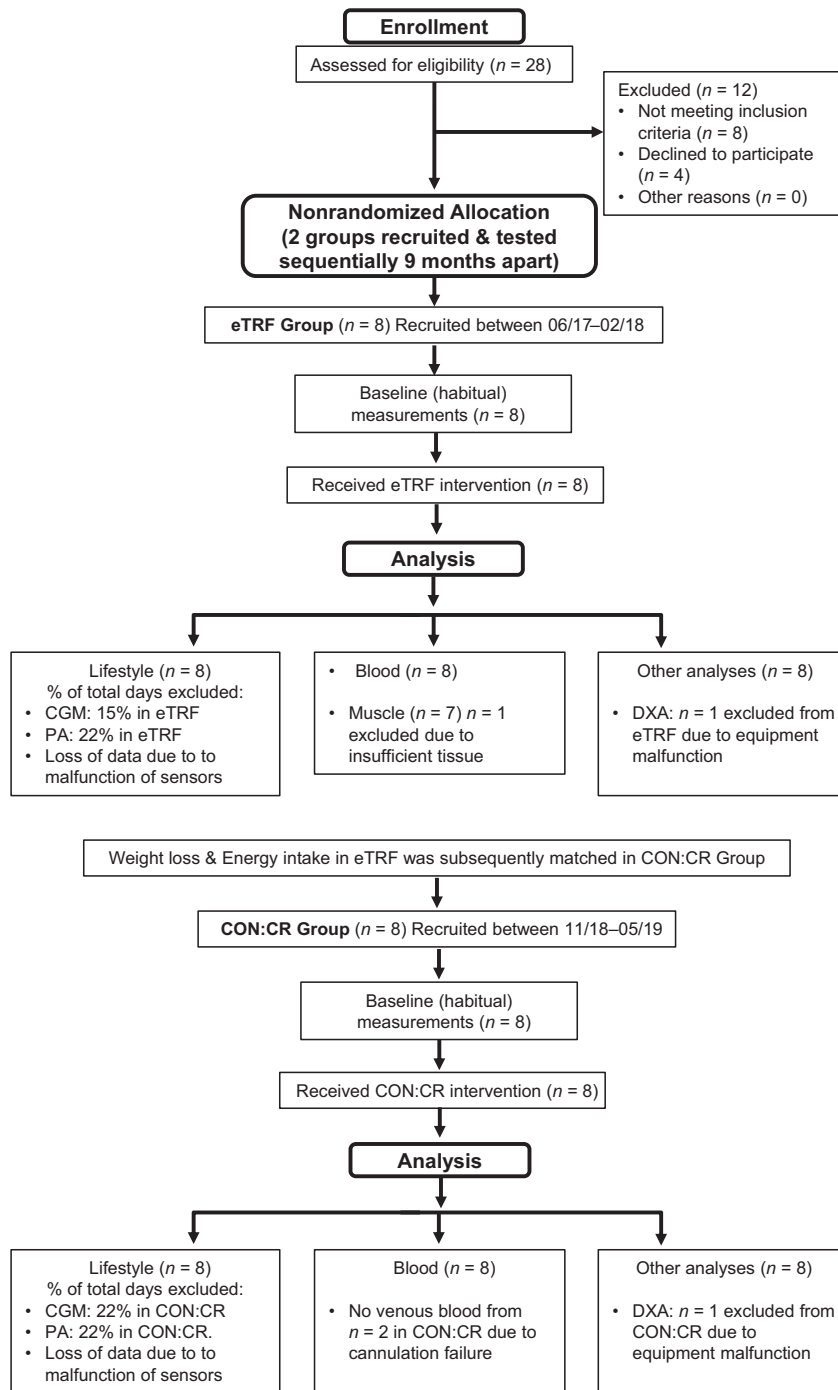 Enrollment
Assessed for eligibility (n = 28)
Excluded (n = 12)
• Not meeting inclusion
criteria (n = 8)
• Declined to participate
(n = 4)
• Other reasons (n = 0)
Nonrandomized Allocation
(2 groups recruited & tested
sequentially 9 months apart)
eTRF Group (n = 8) Recruited between 06/17–02/18
Baseline (habitual)
measurements (n = 8)
Received eTRF intervention (n = 8)
Analysis
Lifestyle (n = 8)
% of total days excluded:
• CGM: 15% in eTRF
• PA: 22% in eTRF
• Loss of data due to to
malfunction of sensors
• Blood (n = 8)
• Muscle (n = 7) n = 1
excluded due to
insufficient tissue
Other analyses (n = 8)
• DXA: n = 1 excluded from
eTRF due to equipment
malfunction
Weight loss & Energy intake in eTRF was subsequently matched in CON:CR Group
CON:CR Group (n = 8) Recruited between 11/18–05/19
Baseline (habitual)
measurements (n = 8)
Received CON:CR intervention (n = 8)
Analysis
Lifestyle (n = 8)
% of total days excluded:
• CGM: 22% in CON:CR
• PA: 22% in CON:CR.
• Loss of data due to to
malfunction of sensors
Blood (n = 8)
• No venous blood from
n = 2 in CON:CR due to
cannulation failure
Other analyses (n = 8)
• DXA: n = 1 excluded from
CON:CR due to
equipment malfunction